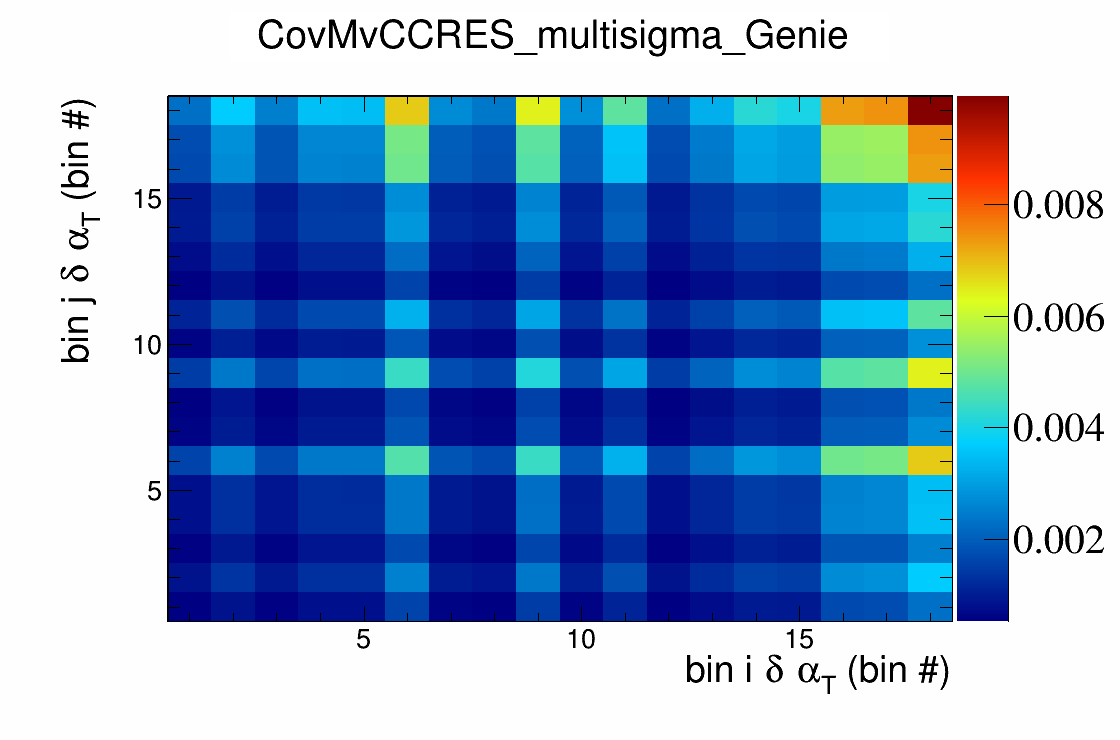 CovMvCCRES_multisigma_Genie
bin j δ α_T (bin #)
15
10
5
5 10 15
bin i δ α_T (bin #)
0.008
0.006
0.004
0.002